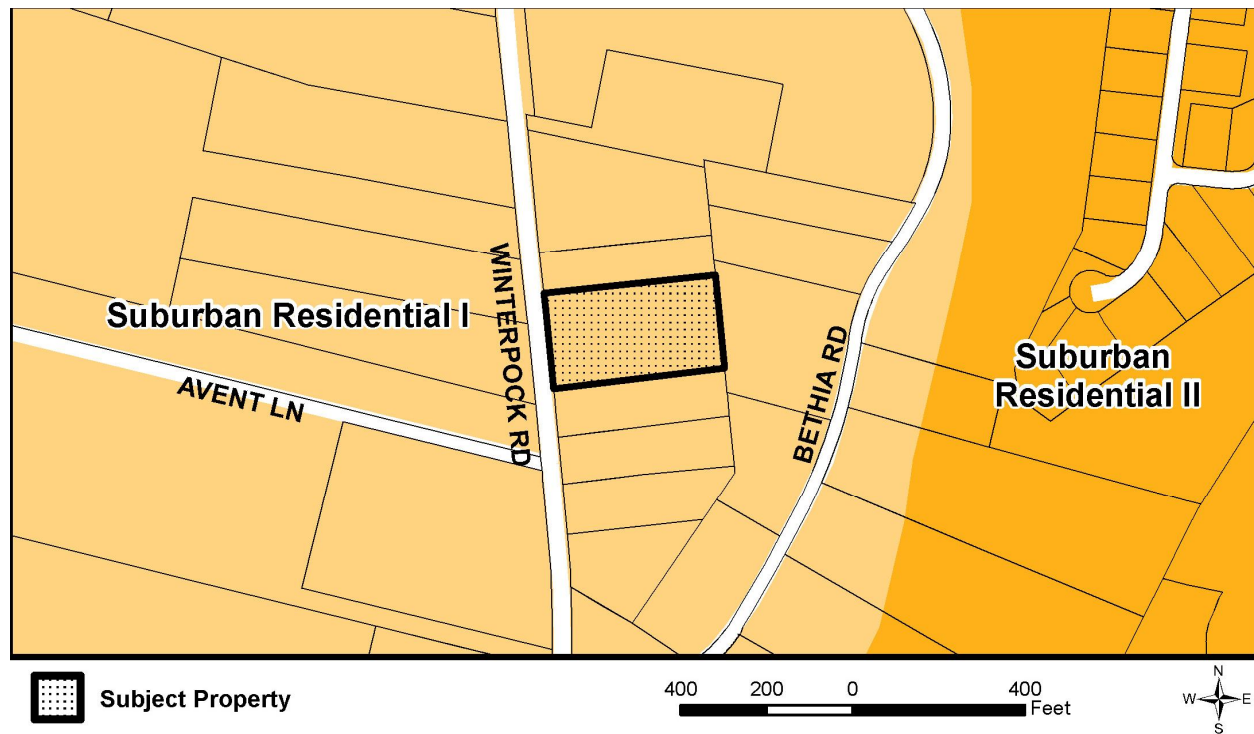 WINTERPOCK RD
Suburban Residential I
BETHIA RD
Suburban
Residential II
AVENT LN
Subject Property
400 200 0 400
Feet
N
W E
S